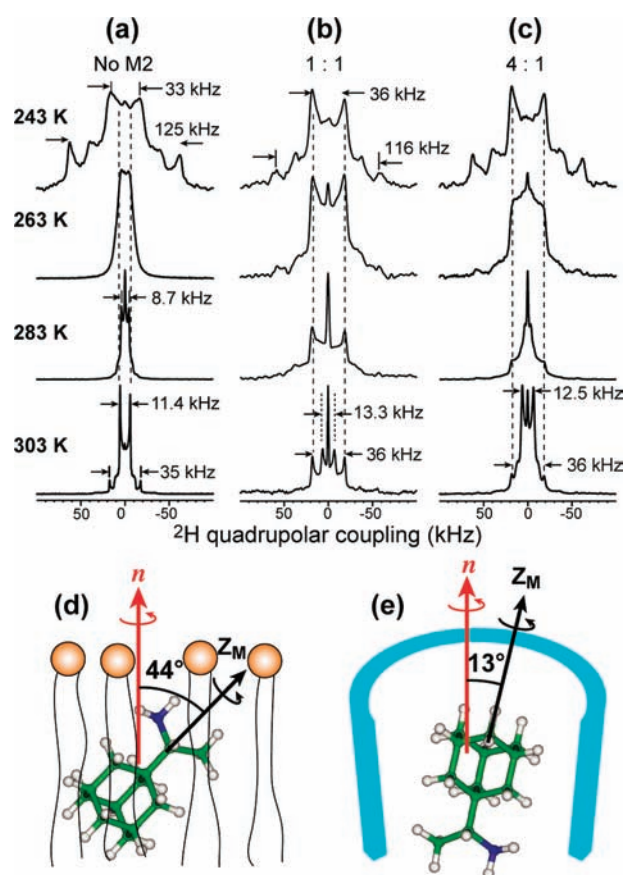 (a) (b) (c)
No M2 1 : 1 4 : 1
243 K 33 kHz 36 kHz
125 kHz 116 kHz
263 K
283 K 8.7 kHz
303 K 11.4 kHz 13.3 kHz 12.5 kHz
35 kHz 36 kHz 36 kHz
50 0 -50 50 0 -50 50 0 -50
²H quadrupolar coupling (kHz)
(d) n Z_M 44°
(e) n Z_M 13°